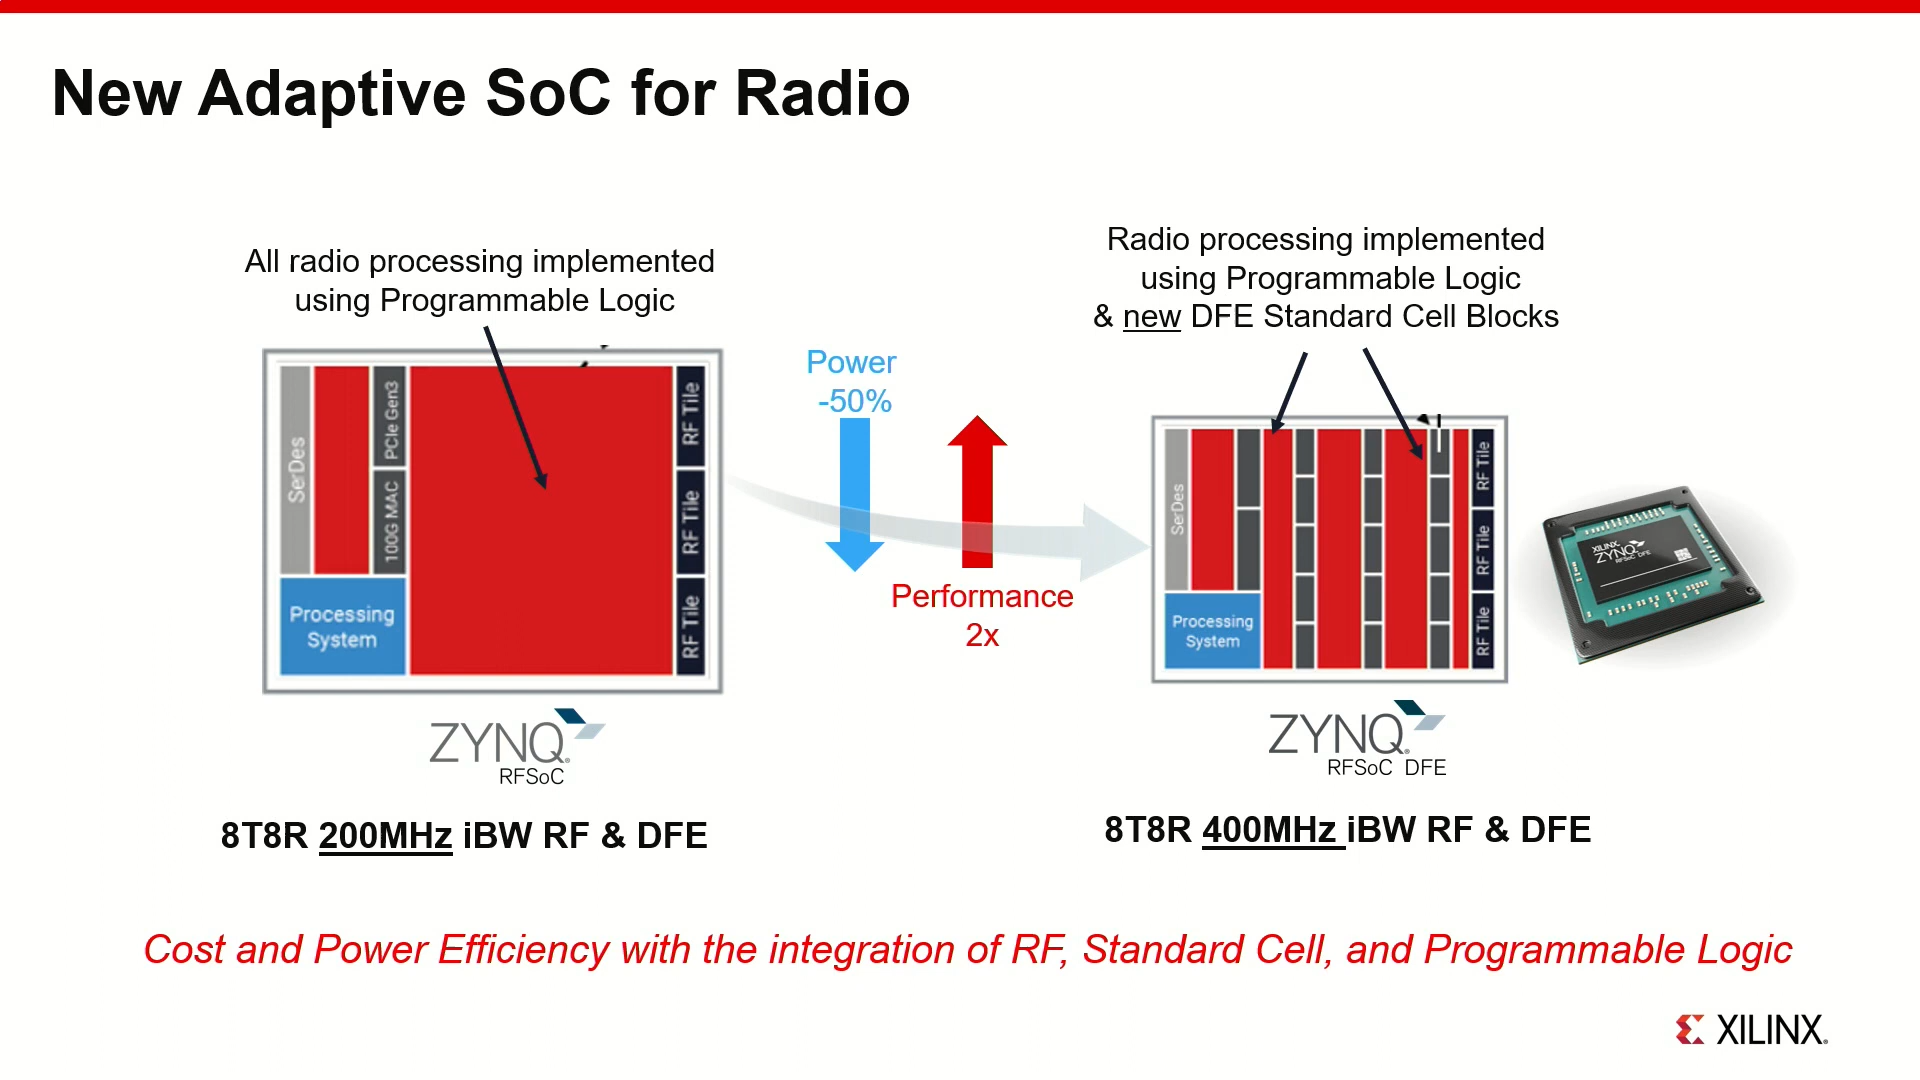 New Adaptive SoC for Radio
All radio processing implemented
using Programmable Logic
Radio processing implemented
using Programmable Logic
& new DFE Standard Cell Blocks
SerDes
PCIe Gen3
100G MAC
Processing
System
RF Tile
RF Tile
RF Tile
Power
-50%
Performance
2x
SerDes
Processing
System
RF Tile
RF Tile
RF Tile
XILINX
ZYNQ
RFSoC DFE
ZYNQ
RFSoC
ZYNQ
RFSoC DFE
8T8R 200MHz iBW RF & DFE
8T8R 400MHz iBW RF & DFE
Cost and Power Efficiency with the integration of RF, Standard Cell, and Programmable Logic
XILINX